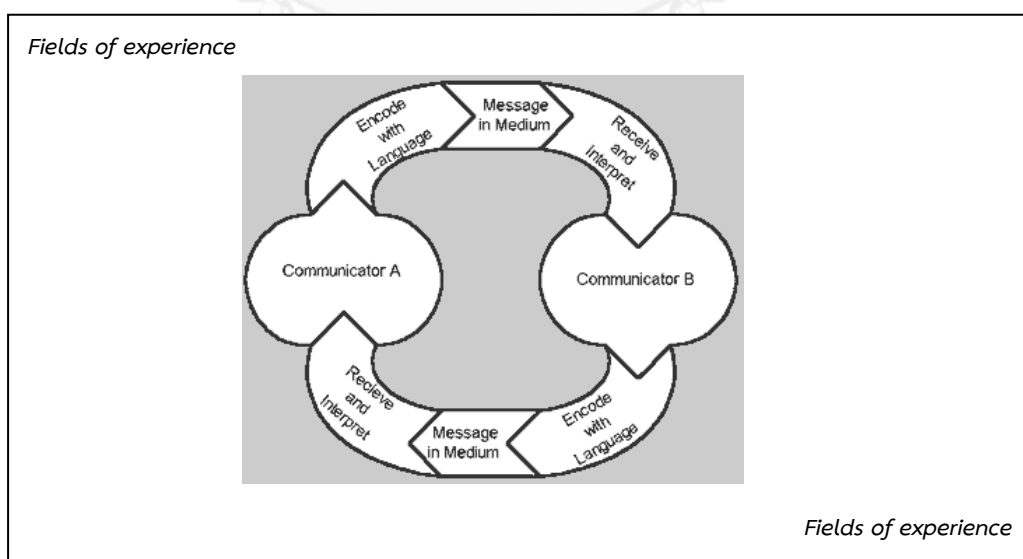 Fields of experience
Encode
with
Language
Message
in Medium
Receive
and
Interpret
Communicator A
Communicator B
Recieve
and
Interpret
Message
in Medium
Encode
with
Language
Fields of experience